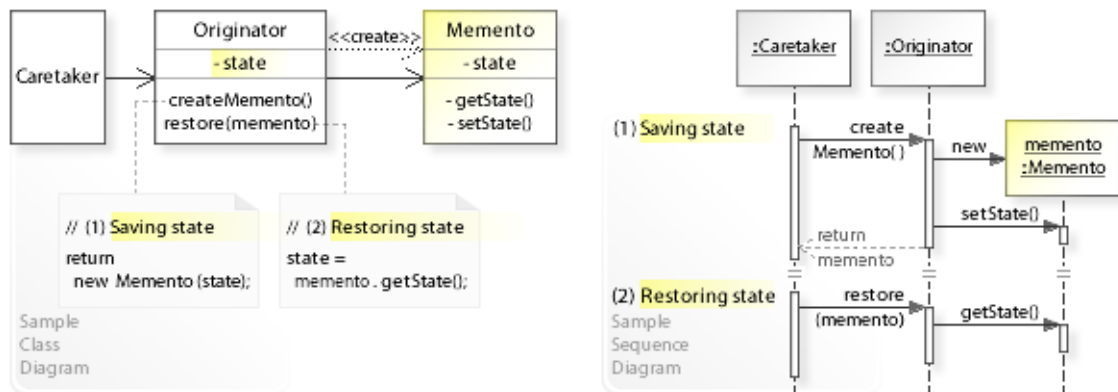 Caretaker
Originator
- state
createMemento()
restore(memento)
<<create>>
Memento
- state
- getState()
- setState()
// (1) Saving state
return
new Memento (state);
// (2) Restoring state
state =
memento . getState();
Sample
Class
Diagram
:Caretaker
:Originator
(1) Saving state
create
Memento( )
new
memento
:Memento
setState()
return
memento
(2) Restoring state
restore
(memento)
getState()
Sample
Sequence
Diagram